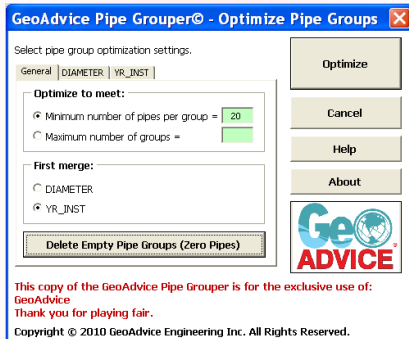 GeoAdvice Pipe Grouper© - Optimize Pipe Groups
Select pipe group optimization settings.
General DIAMETER YR_INST
Optimize to meet:
Minimum number of pipes per group = 20
Maximum number of groups =
First merge:
DIAMETER
YR_INST
Delete Empty Pipe Groups (Zero Pipes)
Optimize
Cancel
Help
About
Geo
ADVICE
This copy of the GeoAdvice Pipe Grouper is for the exclusive use of:
GeoAdvice
Thank you for playing fair.
Copyright © 2010 GeoAdvice Engineering Inc. All Rights Reserved.